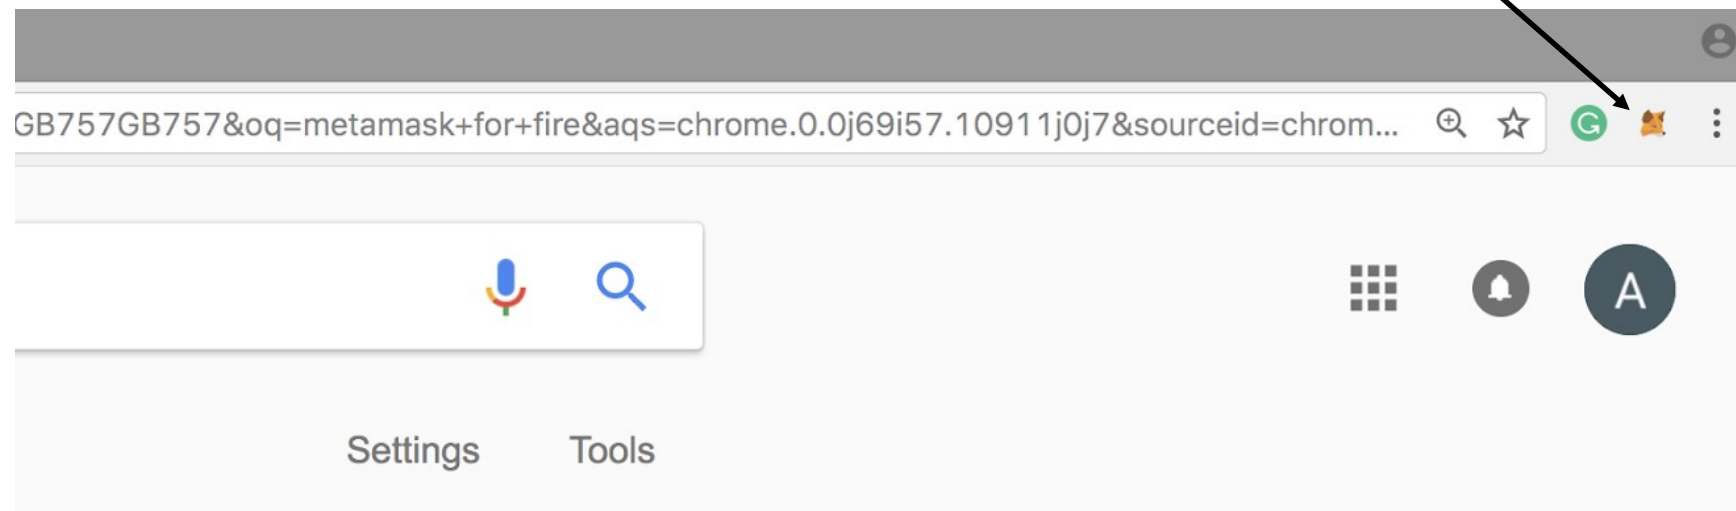 GB757GB757&oq=metamask+for+fire&aqs=chrome.0.0j69i57.10911j0j7&sourceid=chrom...
G
A
Settings Tools